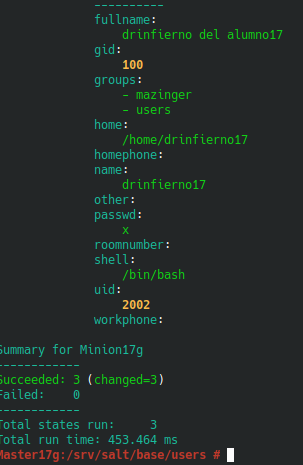 ----------
fullname:
drinfierno del alumno17
gid:
100
groups:
- mazinger
- users
home:
/home/drinfierno17
homephone:
name:
drinfierno17
other:
passwd:
x
roomnumber:
shell:
/bin/bash
uid:
2002
workphone:
Summary for Minion17g
------------
Succeeded: 3 (changed=3)
Failed:    0
------------
Total states run:     3
Total run time: 453.464 ms
Master17g:/srv/salt/base/users #